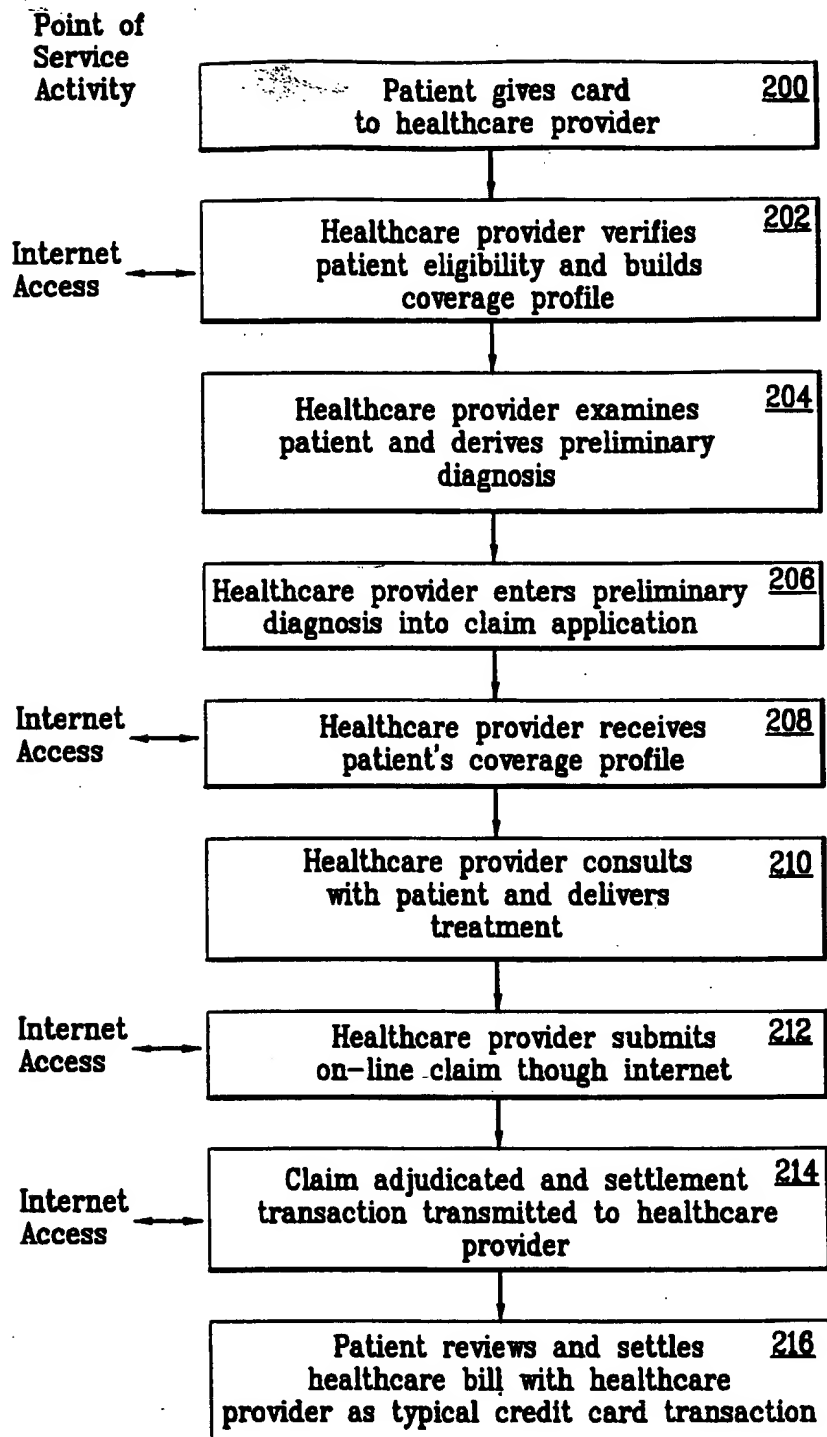 Point of
Service
Activity
Patient gives card 200
to healthcare provider
Internet
Access
Healthcare provider verifies 202
patient eligibility and builds
coverage profile
Healthcare provider examines 204
patient and derives preliminary
diagnosis
Healthcare provider enters preliminary 206
diagnosis into claim application
Internet
Access
Healthcare provider receives 208
patient's coverage profile
Healthcare provider consults 210
with patient and delivers
treatment
Internet
Access
Healthcare provider submits 212
on-line claim though internet
Internet
Access
Claim adjudicated and settlement 214
transaction transmitted to healthcare
provider
Patient reviews and settles 216
healthcare bill with healthcare
provider as typical credit card transaction